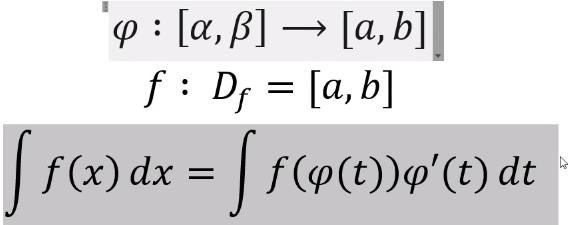 φ : [α, β] ⟶ [a, b]
f : D_f = [a, b]
∫ f(x) dx = ∫ f(φ(t))φ′(t) dt